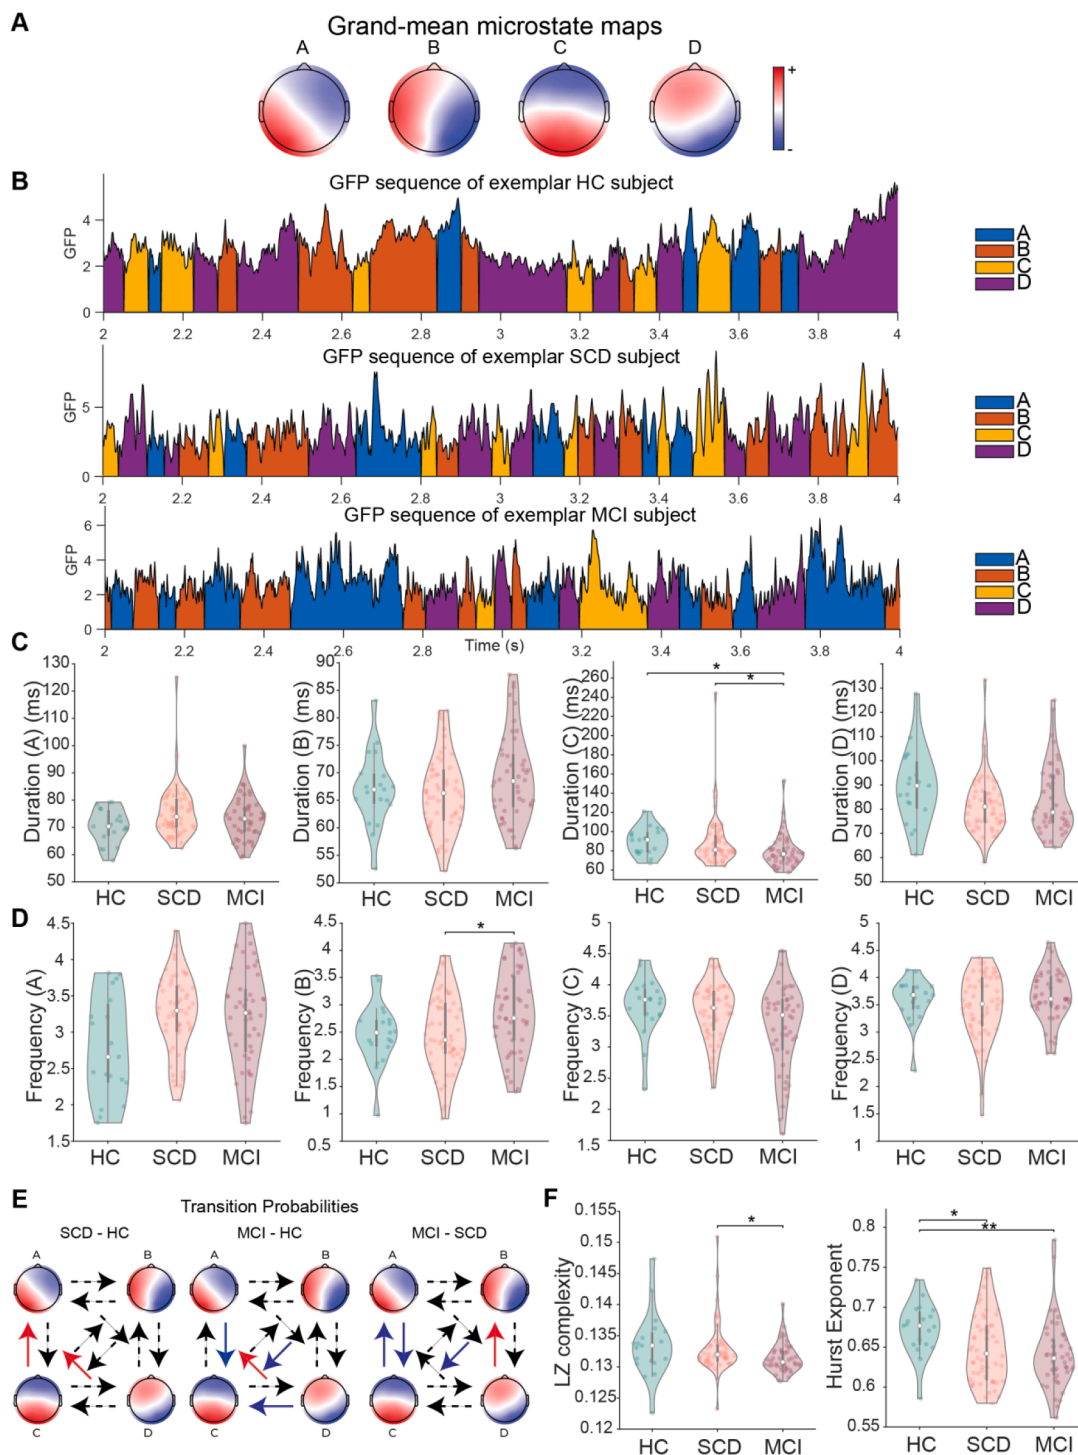 A
Grand-mean microstate maps
A B C D
+
-
B
GFP sequence of exemplar HC subject
GFP
4
2
0
2 2.2 2.4 2.6 2.8 3 3.2 3.4 3.6 3.8 4
A
B
C
D
GFP sequence of exemplar SCD subject
GFP
5
0
2 2.2 2.4 2.6 2.8 3 3.2 3.4 3.6 3.8 4
A
B
C
D
GFP sequence of exemplar MCI subject
GFP
6
4
2
0
2 2.2 2.4 2.6 2.8 3 3.2 3.4 3.6 3.8 4
Time (s)
A
B
C
D
C
Duration (A) (ms)
130
120
110
100
90
80
70
60
50
HC SCD MCI
Duration (B) (ms)
90
85
80
75
70
65
60
55
50
HC SCD MCI
Duration (C) (ms)
260
240
220
200
180
160
140
120
100
80
60
*
*
HC SCD MCI
Duration (D) (ms)
130
120
110
100
90
80
70
60
50
HC SCD MCI
D
Frequency (A)
4.5
4
3.5
3
2.5
2
1.5
HC SCD MCI
Frequency (B)
4.5
4
3.5
3
2.5
2
1.5
1
0.5
*
HC SCD MCI
Frequency (C)
5
4.5
4
3.5
3
2.5
2
1.5
HC SCD MCI
Frequency (D)
5
4.5
4
3.5
3
2.5
2
1.5
1
HC SCD MCI
E
Transition Probabilities
SCD - HC MCI - HC MCI - SCD
A B A B A B
C D C D C D
F
LZ complexity
0.155
0.15
0.145
0.14
0.135
0.13
0.125
0.12
*
HC SCD MCI
Hurst Exponent
0.8
0.7
0.65
0.6
0.55
*
**
HC SCD MCI